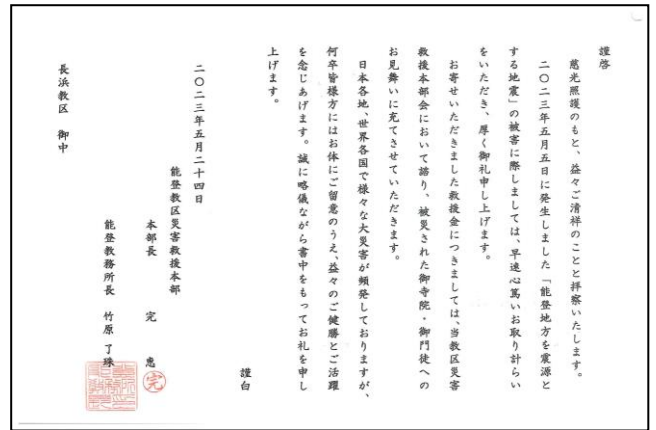 謹啓
慈光照護のもと、益々ご清祥のことと拝察いたします。
二〇二三年五月五日に発生しました「能登地方を震源と
する地震」の被害に際しましては、早速心篤いお取り計らい
をいただき、厚く御礼申し上げます。
お寄せいただきました救援金につきましては、当教区災害
救援本部会において諮り、被災された御寺院・御門徒への
お見舞いに充てさせていただきます。
日本各地、世界各国で様々な大災害が頻発しておりますが、
何卒皆様方にはお体にご留意のうえ、益々のご健勝とご活躍
を念じあげます。誠に略儀ながら書中をもってお礼を申し
上げます。
謹白
二〇二三年五月二十四日
能登教区災害救援本部
本部長 完 恵
完
能登教務所長 竹原 了珠
長浜教区 御中